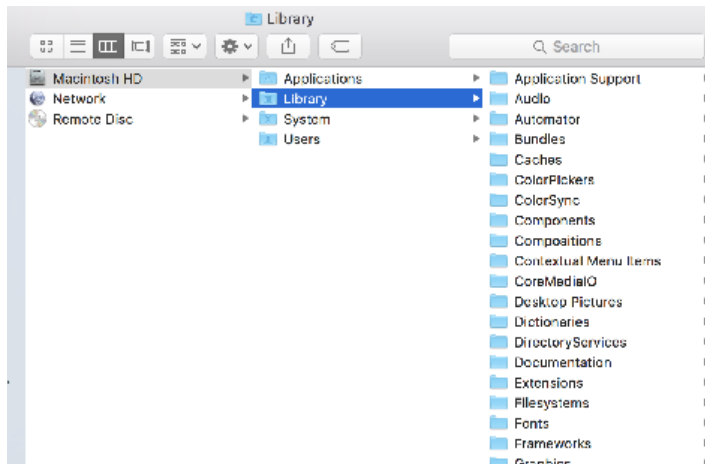 Library
Search
Macintosh HD
Network
Remote Disc
Applications
Library
System
Users
Application Support
Audio
Automator
Bundles
Caches
ColorPickers
ColorSync
Components
Compositions
Contextual Menu Items
CoreMediaIO
Desktop Pictures
Dictionaries
DirectoryServices
Documentation
Extensions
Filesystems
Fonts
Frameworks
Graphics